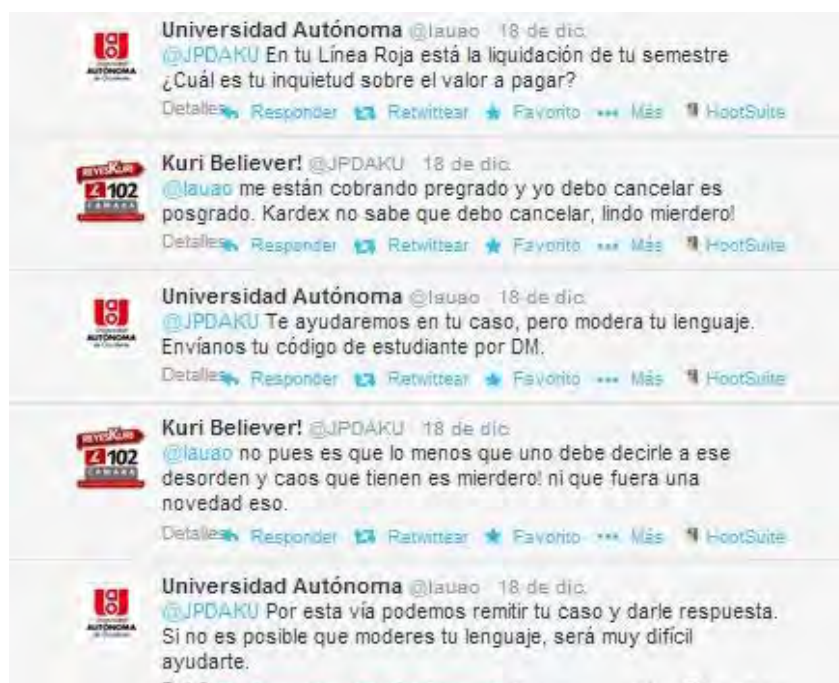 Universidad Autónoma @lauao 18 de dic.
@JPDAKU En tu Línea Roja está la liquidación de tu semestre
¿Cuál es tu inquietud sobre el valor a pagar?
Detalles Responder Retwittear Favorito Más HootSuite
Kuri Believer! @JPDAKU 18 de dic.
@lauao me están cobrando pregrado y yo debo cancelar es
posgrado. Kardex no sabe que debo cancelar, lindo mierdero!
Detalles Responder Retwittear Favorito Más HootSuite
Universidad Autónoma @lauao 18 de dic.
@JPDAKU Te ayudaremos en tu caso, pero modera tu lenguaje.
Envíanos tu código de estudiante por DM.
Detalles Responder Retwittear Favorito Más HootSuite
Kuri Believer! @JPDAKU 18 de dic.
@lauao no pues es que lo menos que uno debe decirle a ese
desorden y caos que tienen es mierdero! ni que fuera una
novedad eso.
Detalles Responder Retwittear Favorito Más HootSuite
Universidad Autónoma @lauao 18 de dic.
@JPDAKU Por esta vía podemos remitir tu caso y darle respuesta.
Si no es posible que moderes tu lenguaje, será muy difícil
ayudarte.